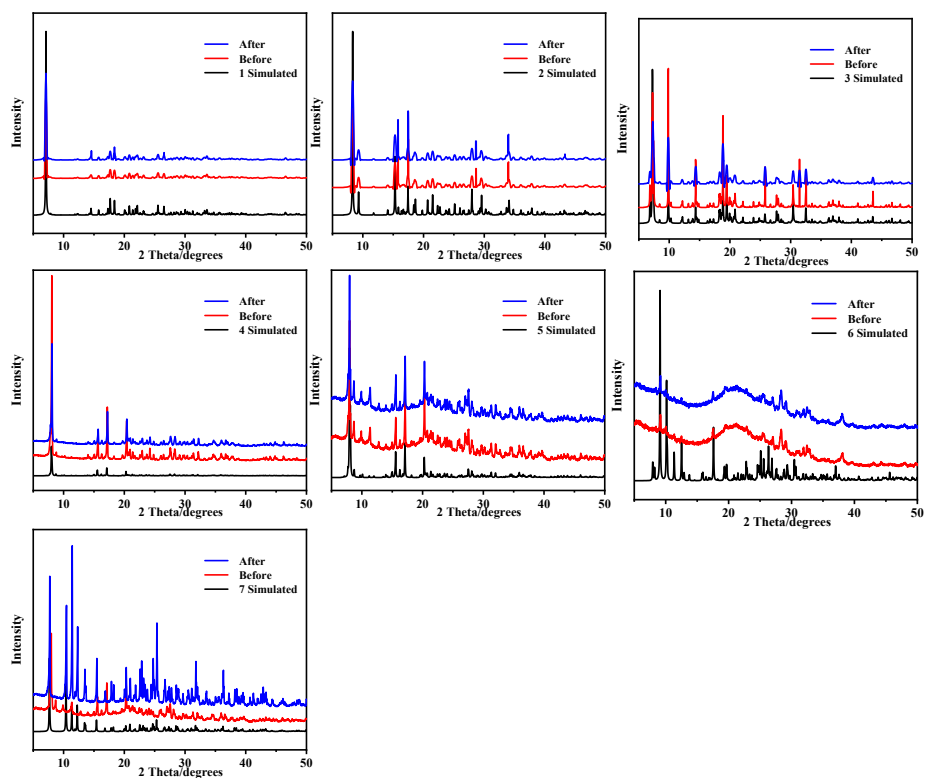 Intensity
After
Before
1 Simulated
10 20 30 40 50
2 Theta/degrees
Intensity
After
Before
2 Simulated
10 20 30 40 50
2 Theta/degrees
Intensity
After
Before
3 Simulated
10 20 30 40 50
2 Theta/degrees
Intensity
After
Before
4 Simulated
10 20 30 40 50
2 Theta/degrees
Intensity
After
Before
5 Simulated
10 20 30 40 50
2 Theta/degrees
Intensity
After
Before
6 Simulated
10 20 30 40 50
2 Theta/degrees
Intensity
After
Before
7 Simulated
10 20 30 40 50
2 Theta/degrees